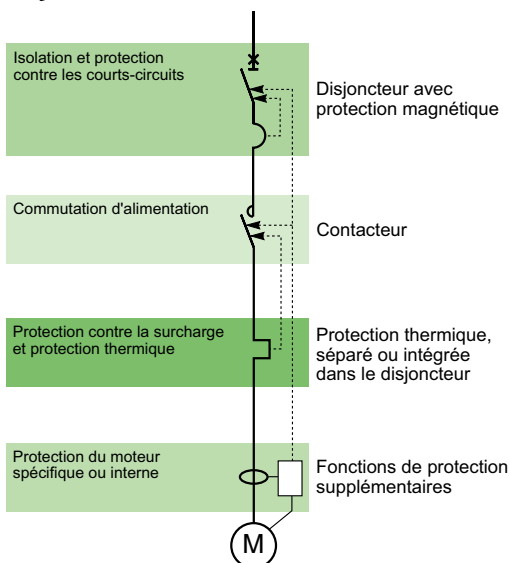 Isolation et protection
contre les courts-circuits
Disjoncteur avec
protection magnétique
Commutation d'alimentation
Contacteur
Protection contre la surcharge
et protection thermique
Protection thermique,
séparé ou intégrée
dans le disjoncteur
Protection du moteur
spécifique ou interne
Fonctions de protection
supplémentaires
M